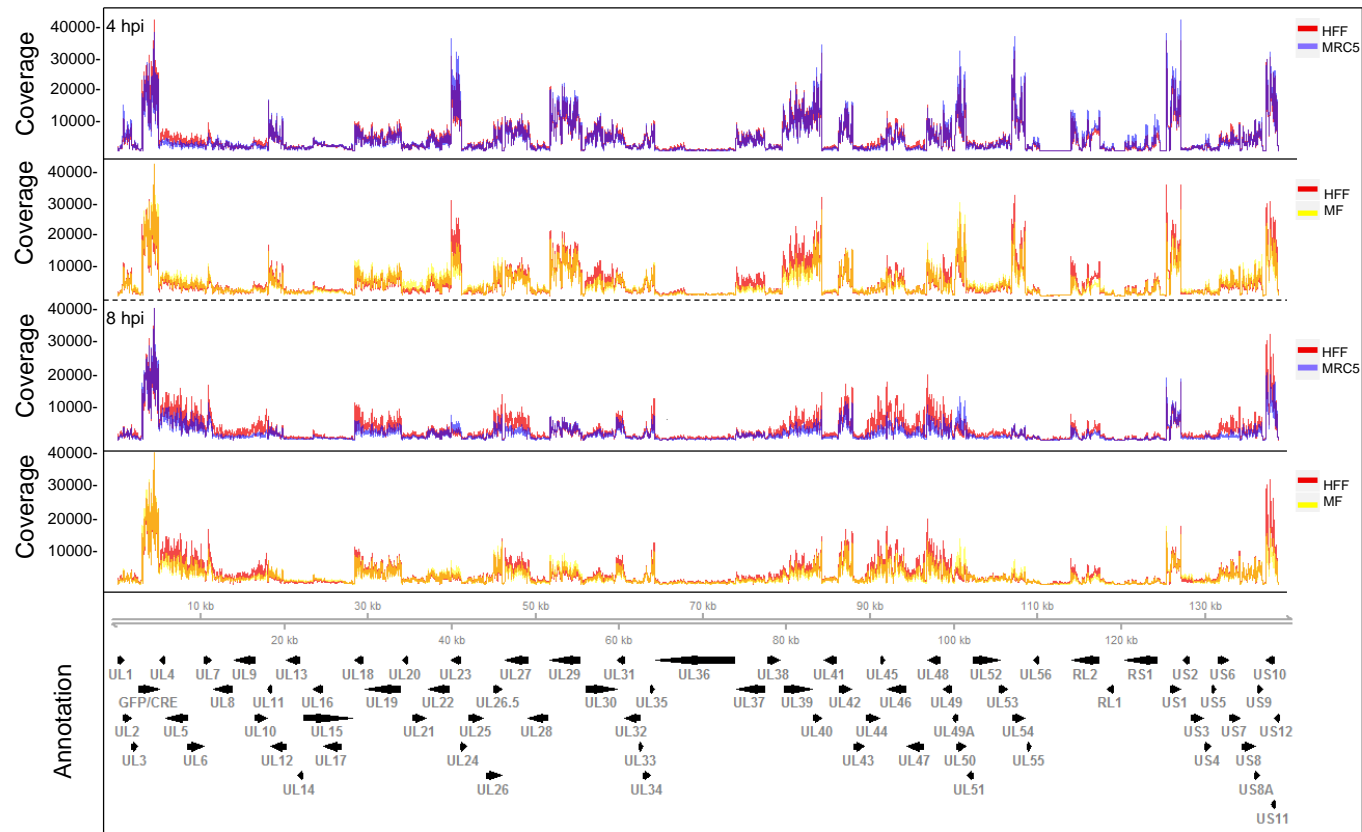 4 hpi
Coverage
40000-
30000-
20000-
10000-
HFF
MRC5
Coverage
40000-
30000-
20000-
10000-
HFF
MF
8 hpi
Coverage
40000-
30000-
20000-
10000-
HFF
MRC5
Coverage
40000-
30000-
20000-
10000-
HFF
MF
10 kb 30 kb 50 kb 70 kb 90 kb 110 kb 130 kb
20 kb 40 kb 60 kb 80 kb 100 kb 120 kb
Annotation
UL1 UL4 UL7 UL9 UL13 UL18 UL20 UL23 UL27 UL29 UL31 UL36 UL38 UL41 UL45 UL48 UL52 UL56 RL2 RS1 US2 US6 US10
GFP/CRE UL8 UL11 UL16 UL19 UL22 UL26.5 UL30 UL35 UL37 UL39 UL42 UL46 UL49 UL53 RL1 US1 US5 US9
UL2 UL5 UL10 UL15 UL21 UL25 UL28 UL32 UL40 UL44 UL49A UL54 US3 US7 US12
UL3 UL6 UL12 UL17 UL24 UL33 UL43 UL47 UL50 UL55 US4 US8
UL14 UL26 UL34 UL51 US8A
US11